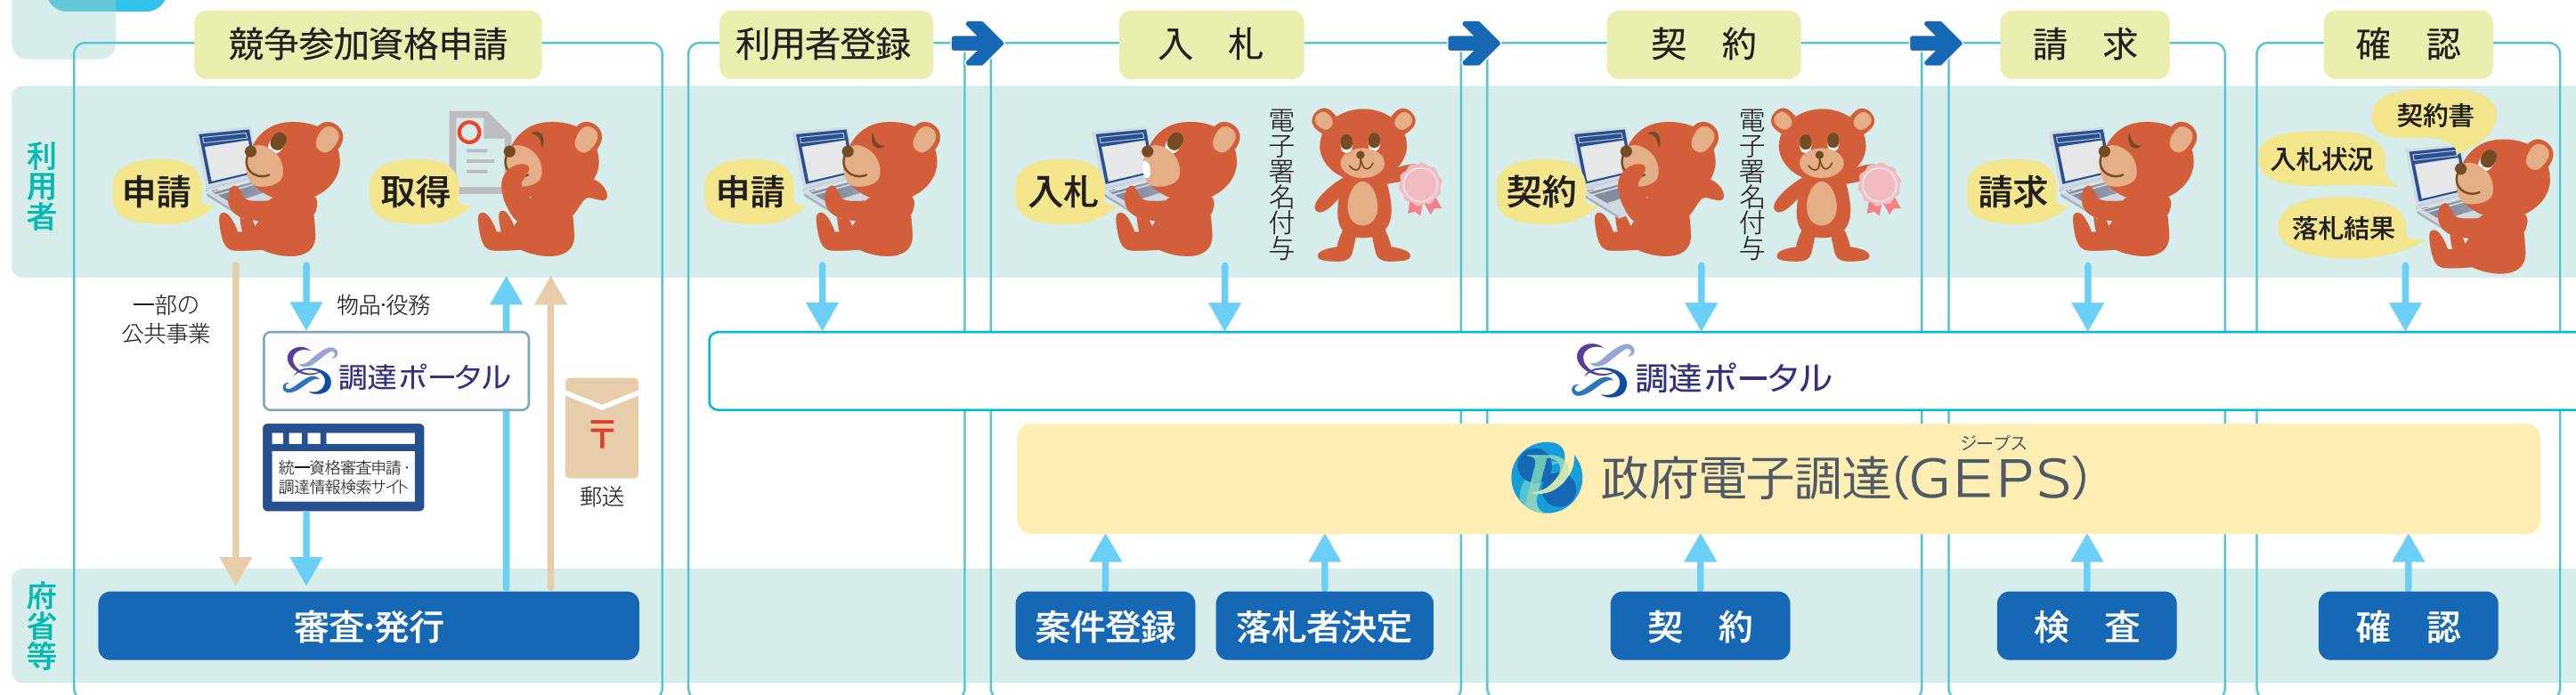 競争参加資格申請
利用者登録
入 札
契 約
請 求
確 認
利用者
申請
取得
申請
入札
電子署名付与
契約
電子署名付与
請求
契約書
入札状況
落札結果
一部の
公共事業
物品・役務
調達ポータル
統一資格審査申請・
調達情報検索サイト
〒
郵送
調達ポータル
ジープス
政府電子調達(GEPS)
府省等
審査・発行
案件登録
落札者決定
契 約
検 査
確 認